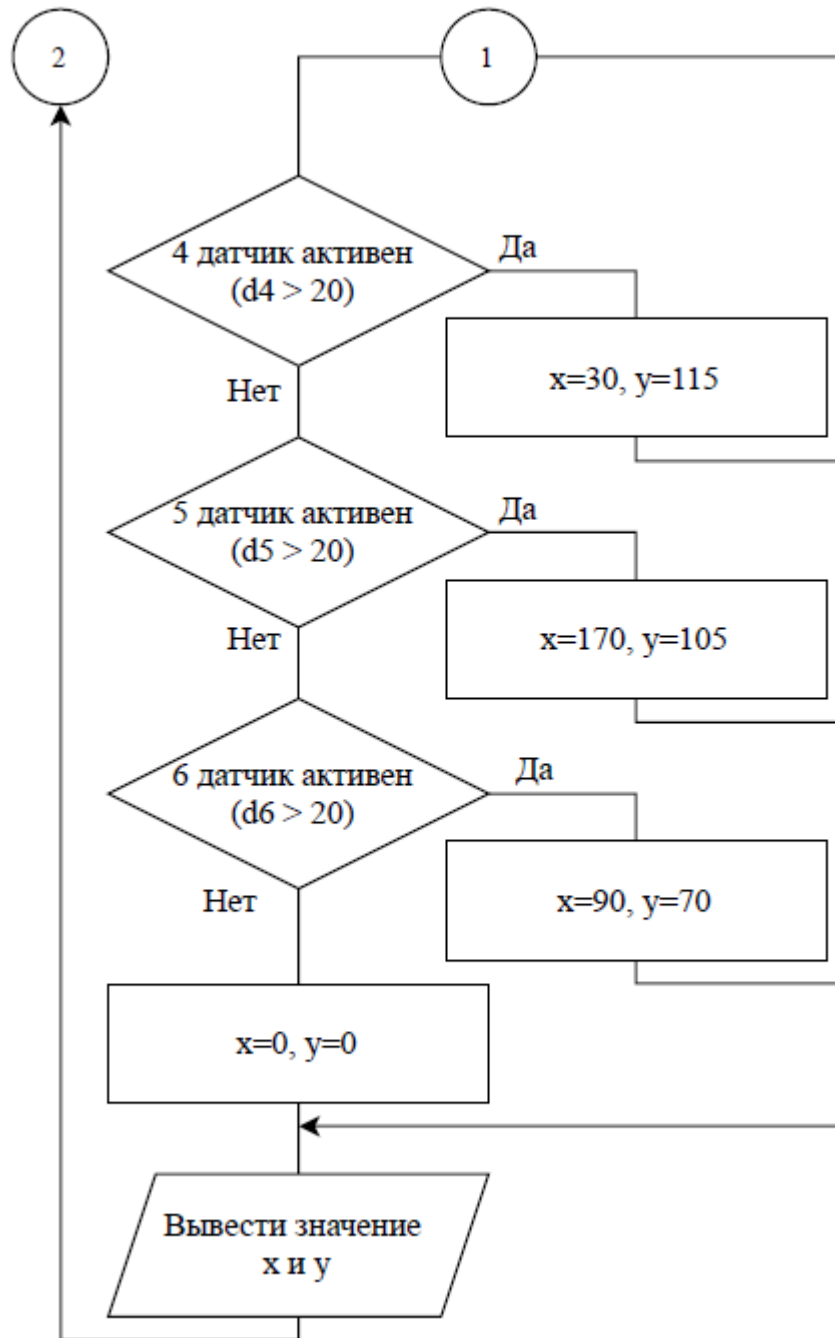 2
1
4 датчик активен
(d4 > 20)
Да
x=30, y=115
Нет
5 датчик активен
(d5 > 20)
Да
x=170, y=105
Нет
6 датчик активен
(d6 > 20)
Да
x=90, y=70
Нет
x=0, y=0
Вывести значение
x и y